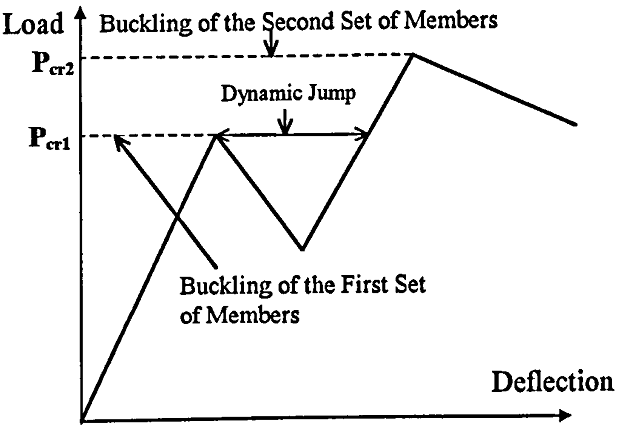 Load
Buckling of the Second Set of Members
Pcr2
Dynamic Jump
Pcr1
Buckling of the First Set
of Members
Deflection